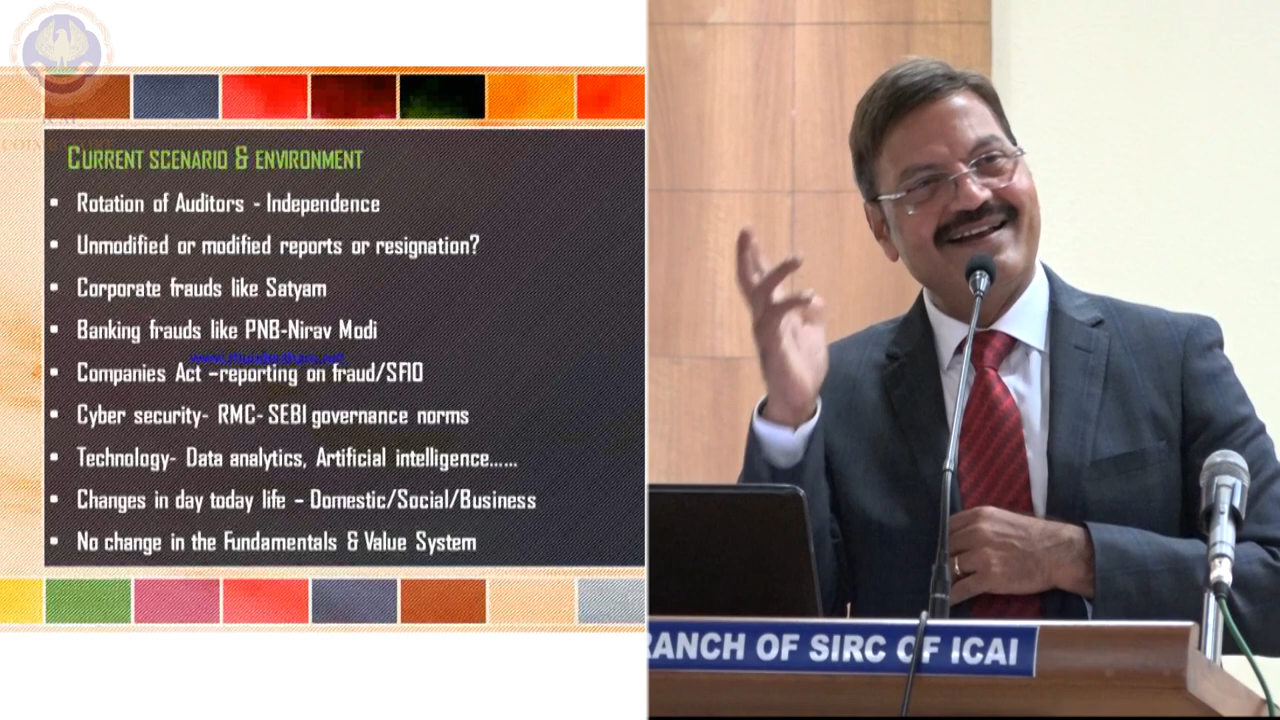 CURRENT SCENARIO & ENVIRONMENT
Rotation of Auditors - Independence
Unmodified or modified reports or resignation?
Corporate frauds like Satyam
Banking frauds like PNB-Nirav Modi
Companies Act –reporting on fraud/SFIO
Cyber security- RMC- SEBI governance norms
Technology- Data analytics, Artificial intelligence......
Changes in day today life – Domestic/Social/Business
No change in the Fundamentals & Value System
RANCH OF SIRC OF ICAI